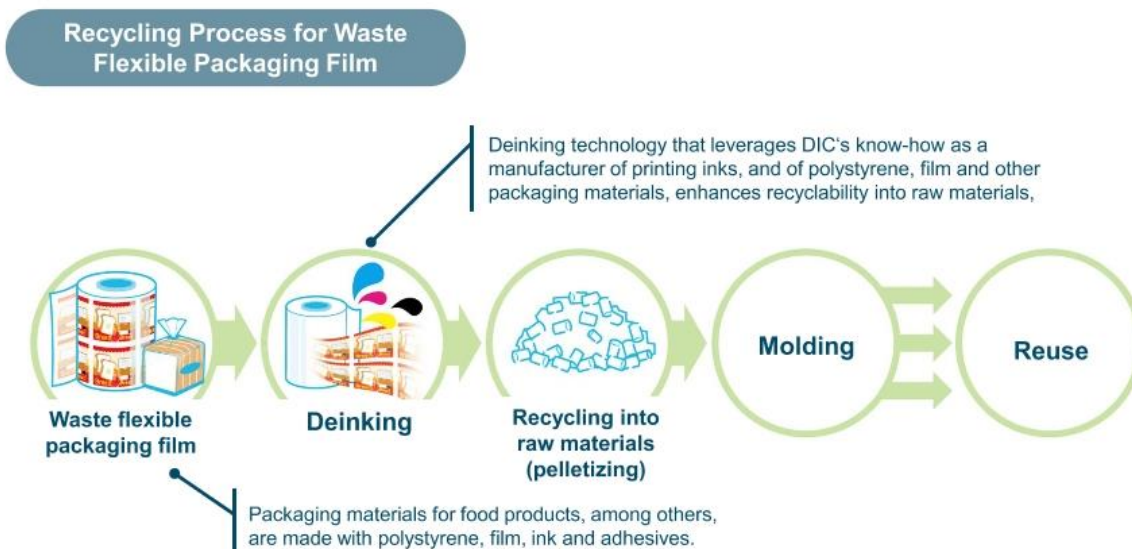 Recycling Process for Waste
Flexible Packaging Film
Deinking technology that leverages DIC's know-how as a
manufacturer of printing inks, and of polystyrene, film and other
packaging materials, enhances recyclability into raw materials,
Waste flexible
packaging film
Deinking
Recycling into
raw materials
(pelletizing)
Molding
Reuse
Packaging materials for food products, among others,
are made with polystyrene, film, ink and adhesives.